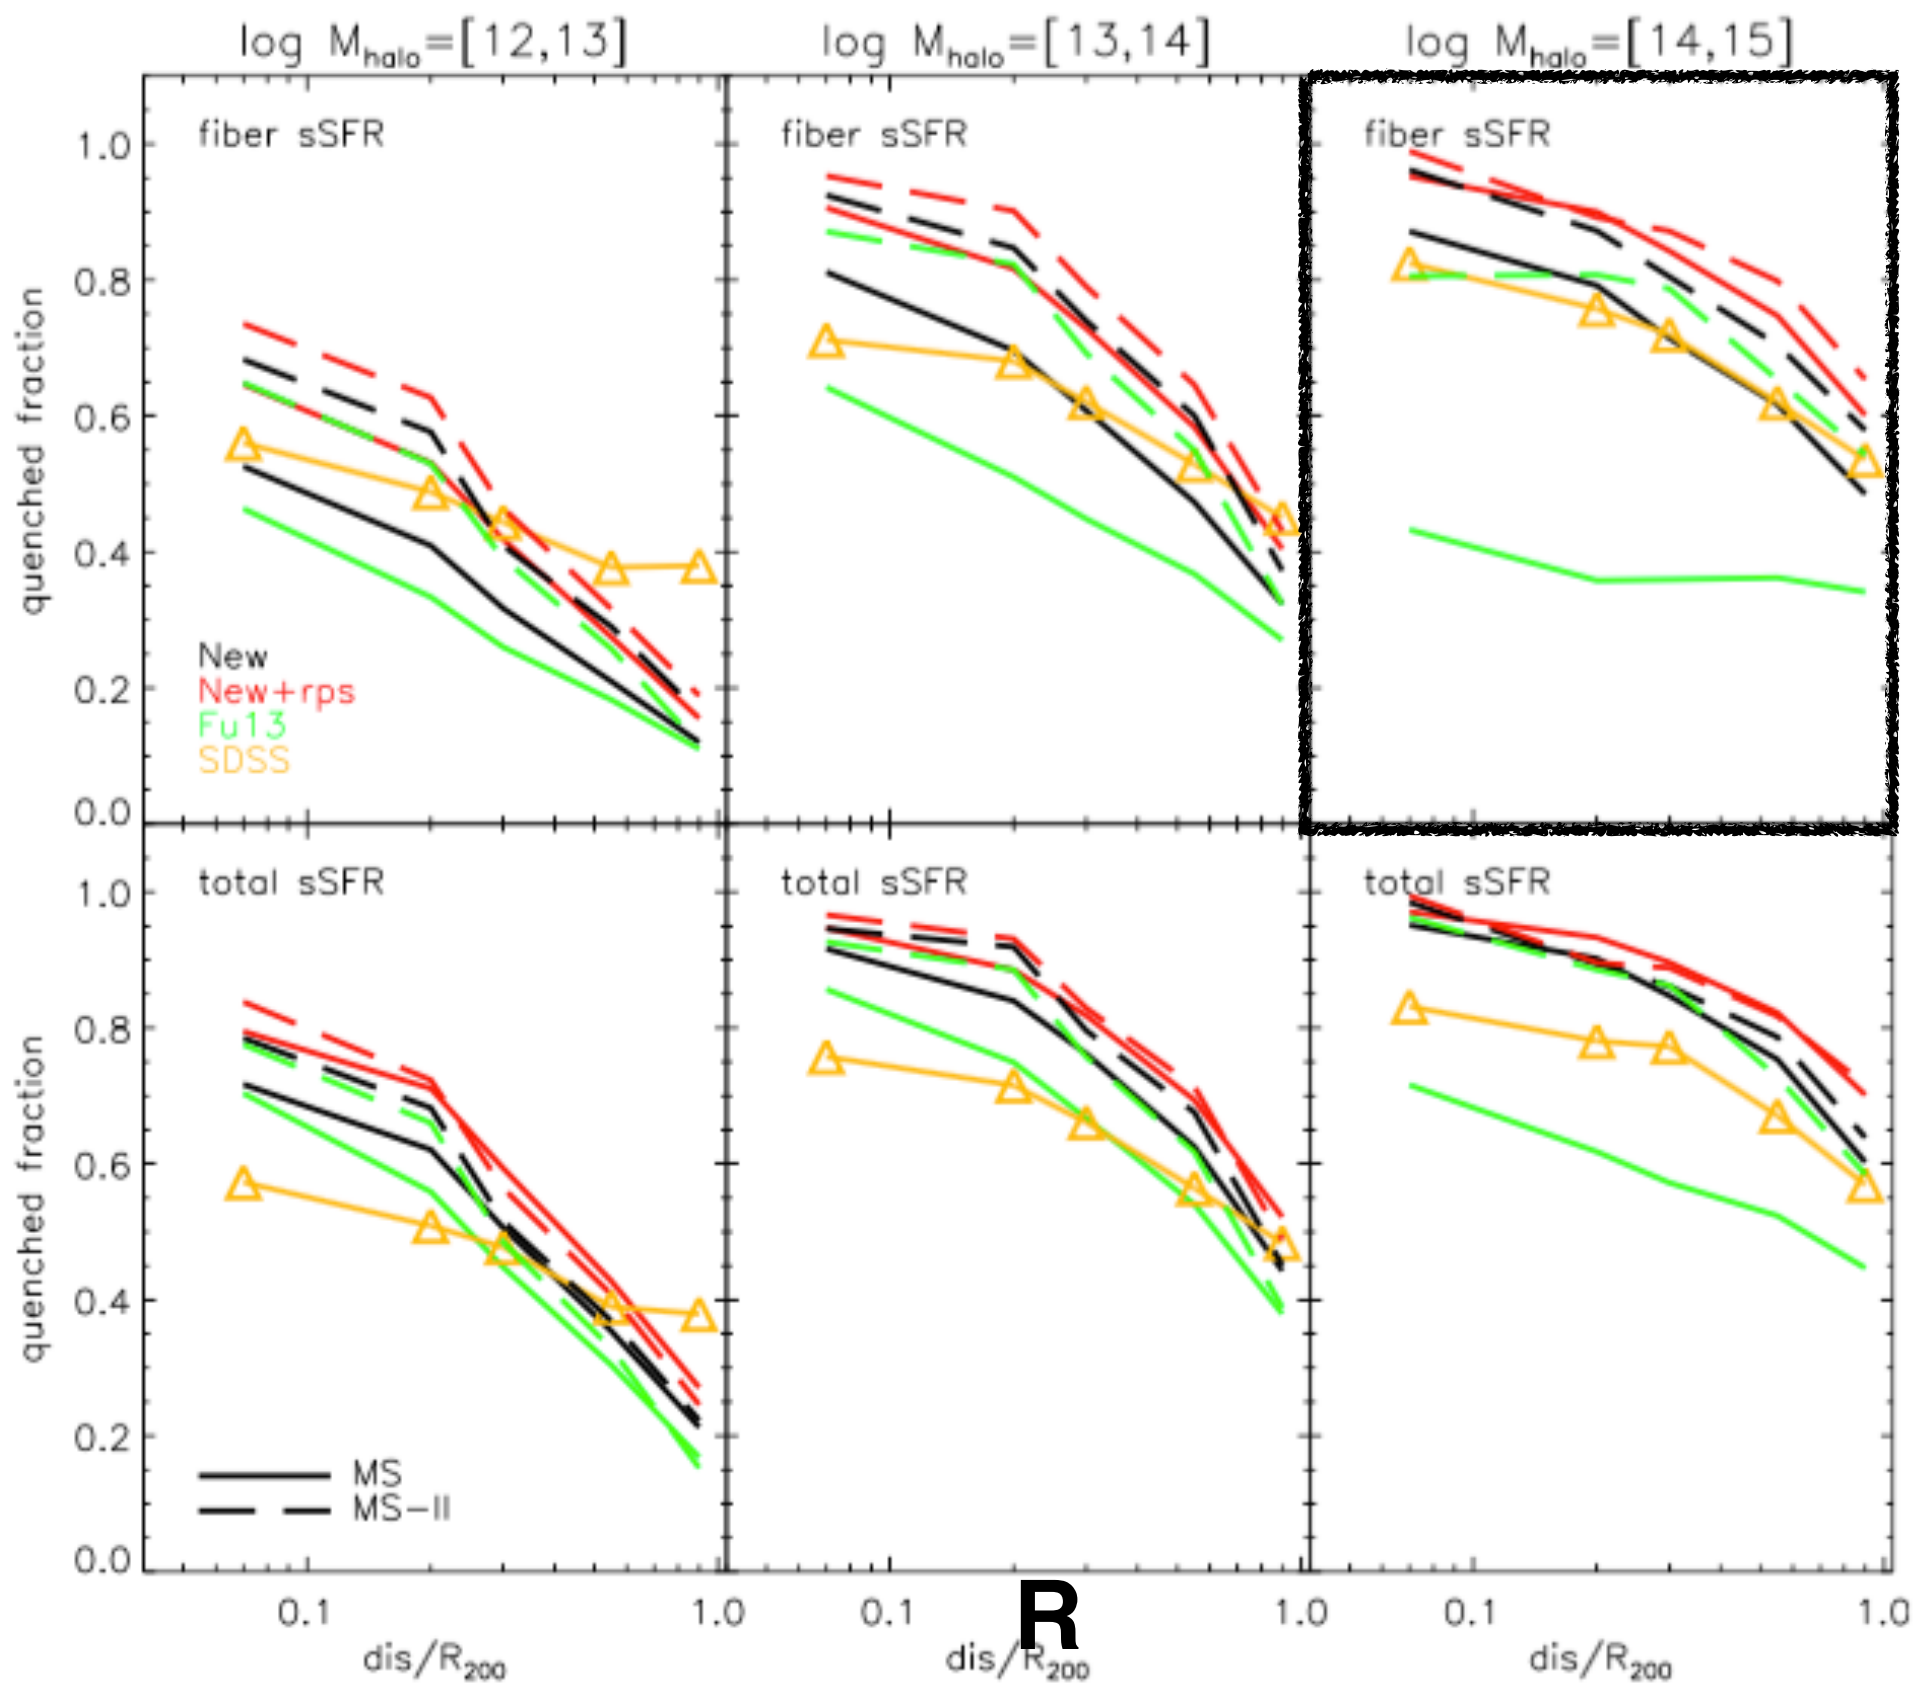 log M_halo=[12,13] log M_halo=[13,14] log M_halo=[14,15]
fiber sSFR fiber sSFR fiber sSFR
1.0
0.8
0.6
0.4
0.2
0.0
quenched fraction
New
New+rps
Fu13
SDSS
total sSFR total sSFR total sSFR
1.0
0.8
0.6
0.4
0.2
0.0
quenched fraction
MS
MS-II
0.1 1.0 0.1 R 1.0 0.1 1.0
dis/R_200 dis/R_200 dis/R_200